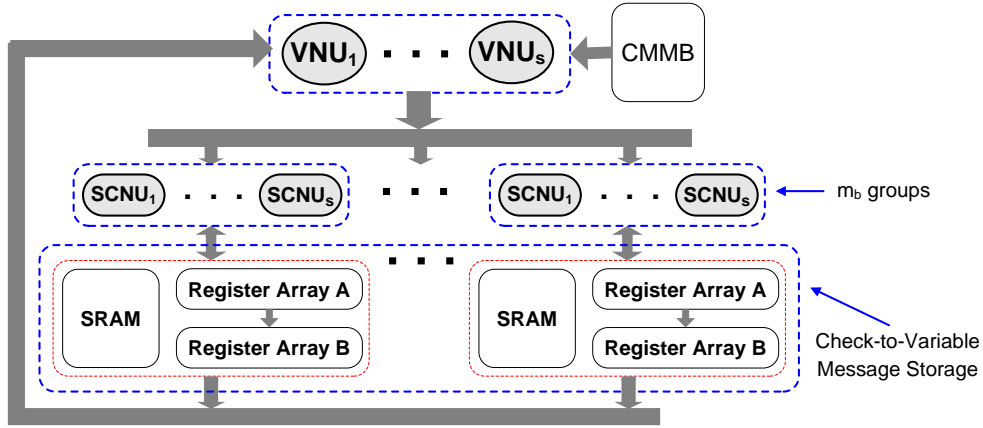 VNU1 . . . VNUs
CMMB
SCNU1 . . . SCNUs . . . SCNU1 . . . SCNUs
mb groups
. . .
SRAM
Register Array A
Register Array B
SRAM
Register Array A
Register Array B
Check-to-Variable
Message Storage